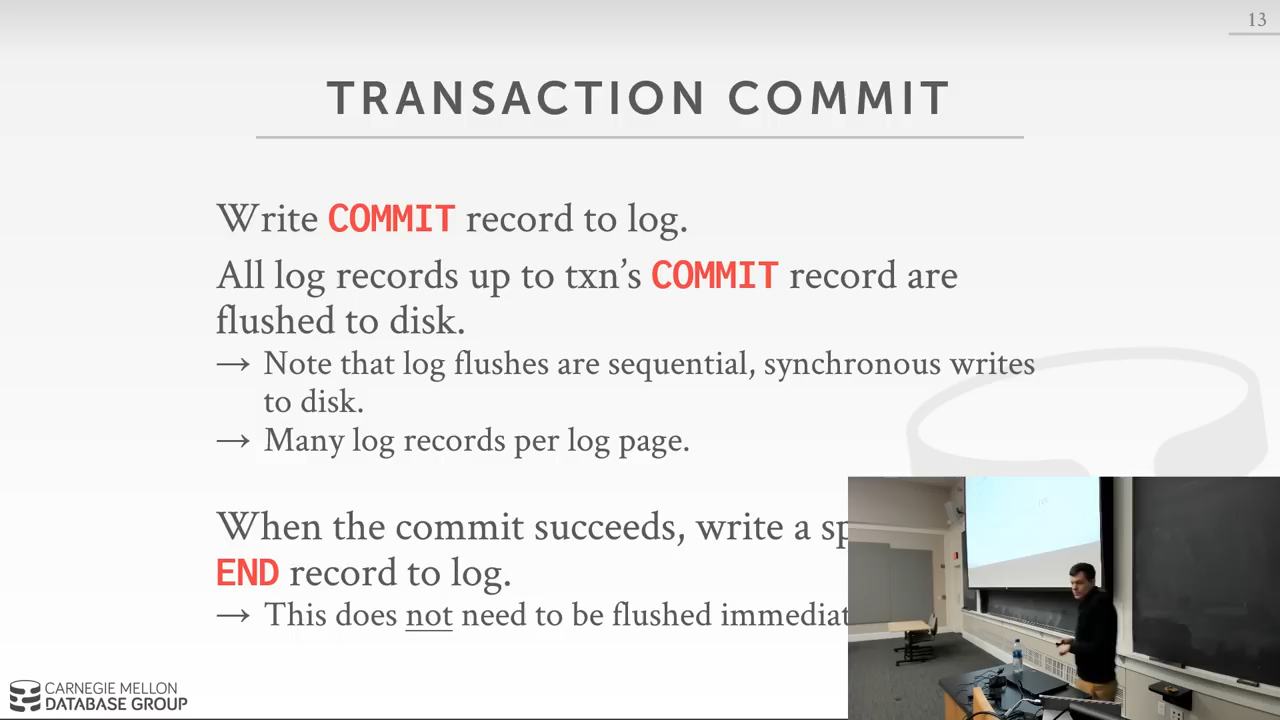 13
TRANSACTION COMMIT
Write COMMIT record to log.
All log records up to txn’s COMMIT record are
flushed to disk.
→ Note that log flushes are sequential, synchronous writes
to disk.
→ Many log records per log page.
When the commit succeeds, write a sp
END record to log.
→ This does not need to be flushed immediat
CARNEGIE MELLON
DATABASE GROUP